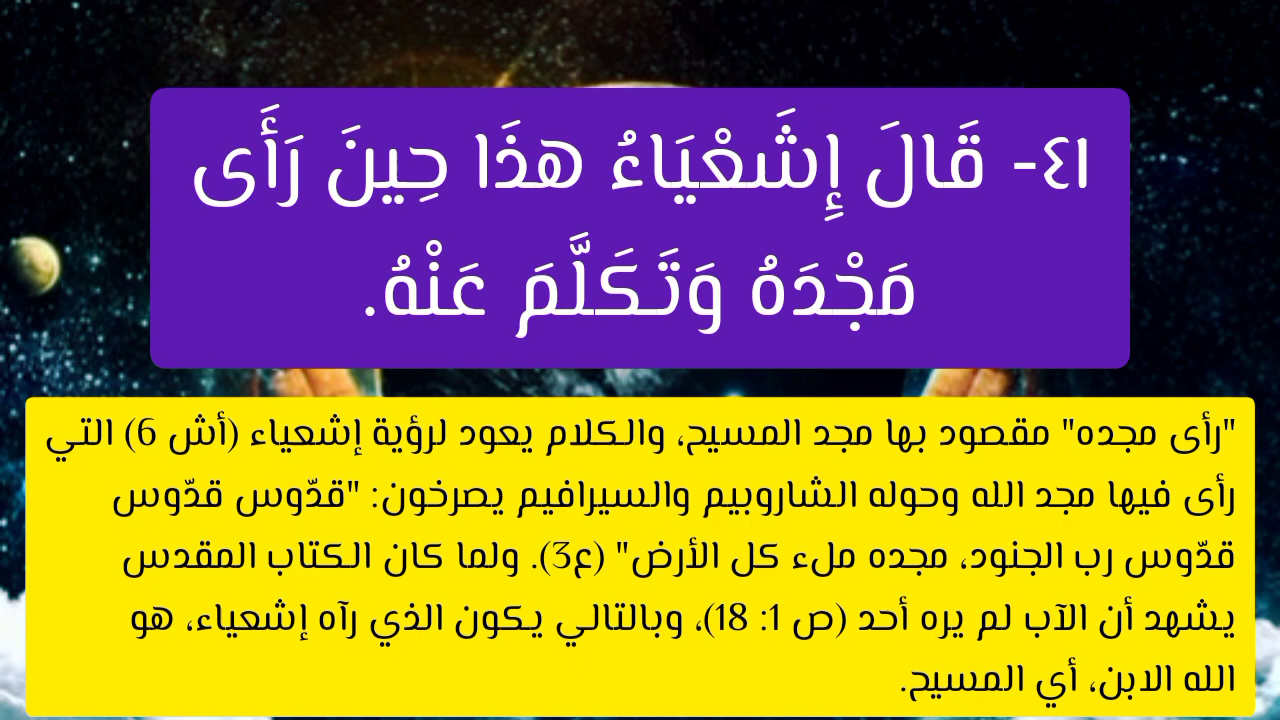 ٤١- قَالَ إِشَعْيَاءُ هذَا حِينَ رَأَى
مَجْدَهُ وَتَكَلَّمَ عَنْهُ.
"رأى مجده" مقصود بها مجد المسيح، والكلام يعود لرؤية إشعياء (أش 6) التي
رأى فيها مجد الله وحوله الشاروبيم والسيرافيم يصرخون: "قدّوس قدّوس
قدّوس رب الجنود، مجده ملء كل الأرض" (ع3). ولما كان الكتاب المقدس
يشهد أن الآب لم يره أحد (ص 1: 18)، وبالتالي يكون الذي رآه إشعياء، هو
الله الابن، أي المسيح.